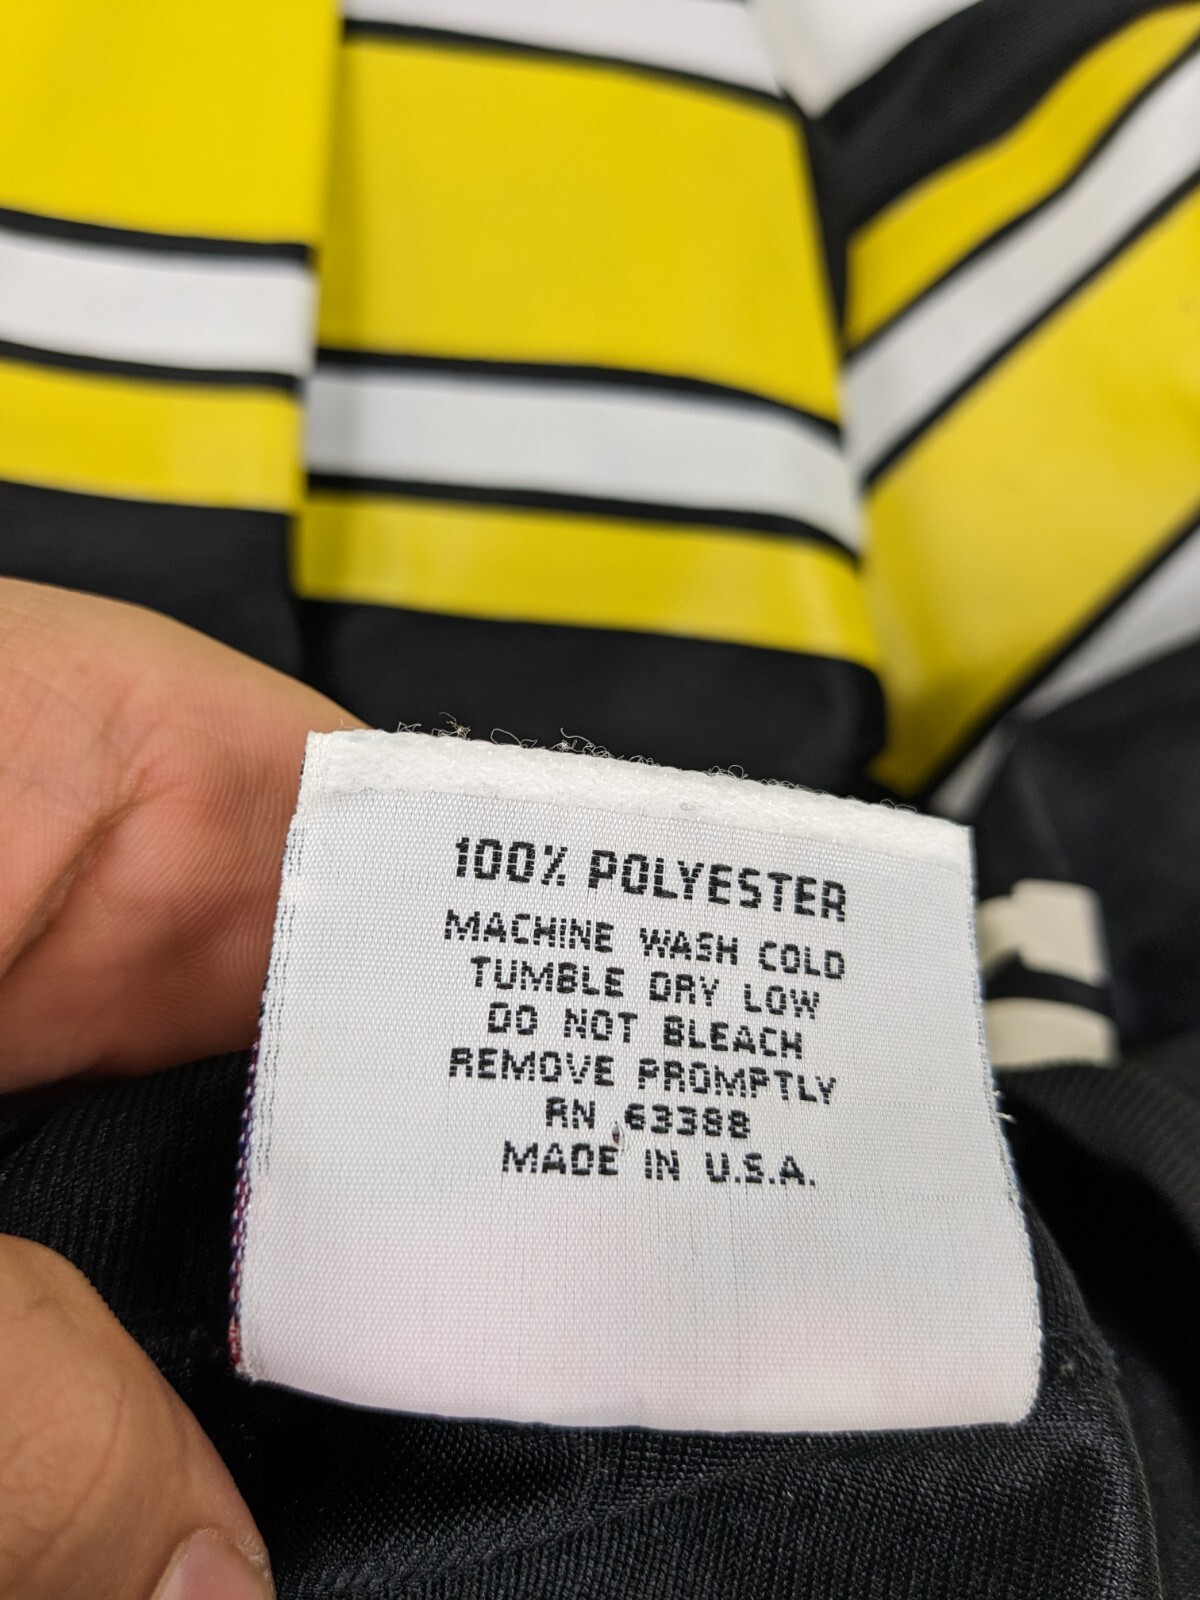 100% POLYESTER
MACHINE WASH COLD
TUMBLE DRY LOW
DO NOT BLEACH
REMOVE PROMPTLY
RN 63388
MADE IN U.S.A.